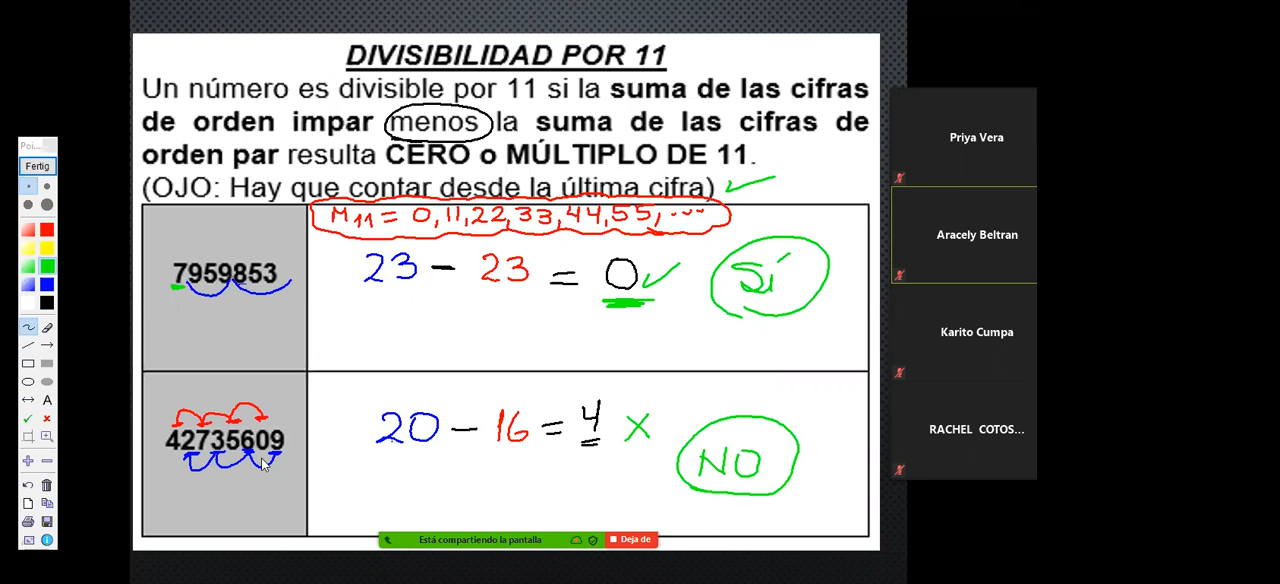 DIVISIBILIDAD POR 11
Un número es divisible por 11 si la suma de las cifras
de orden impar menos la suma de las cifras de
orden par resulta CERO o MÚLTIPLO DE 11.
(OJO: Hay que contar desde la última cifra)
M11 = 0,11,22,33,44,55, ...
7959853
23 - 23 = 0
SÍ
42735609
20 - 16 = 4 X
NO
Poi...
Fertig
A
Priya Vera
Aracely Beltran
Karito Cumpa
RACHEL COTOS...
Está compartiendo la pantalla
Deja de